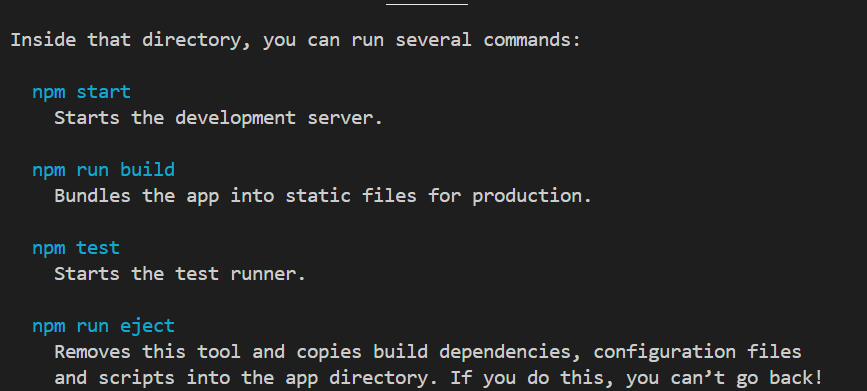 Inside that directory, you can run several commands:
npm start
Starts the development server.
npm run build
Bundles the app into static files for production.
npm test
Starts the test runner.
npm run eject
Removes this tool and copies build dependencies, configuration files
and scripts into the app directory. If you do this, you can’t go back!